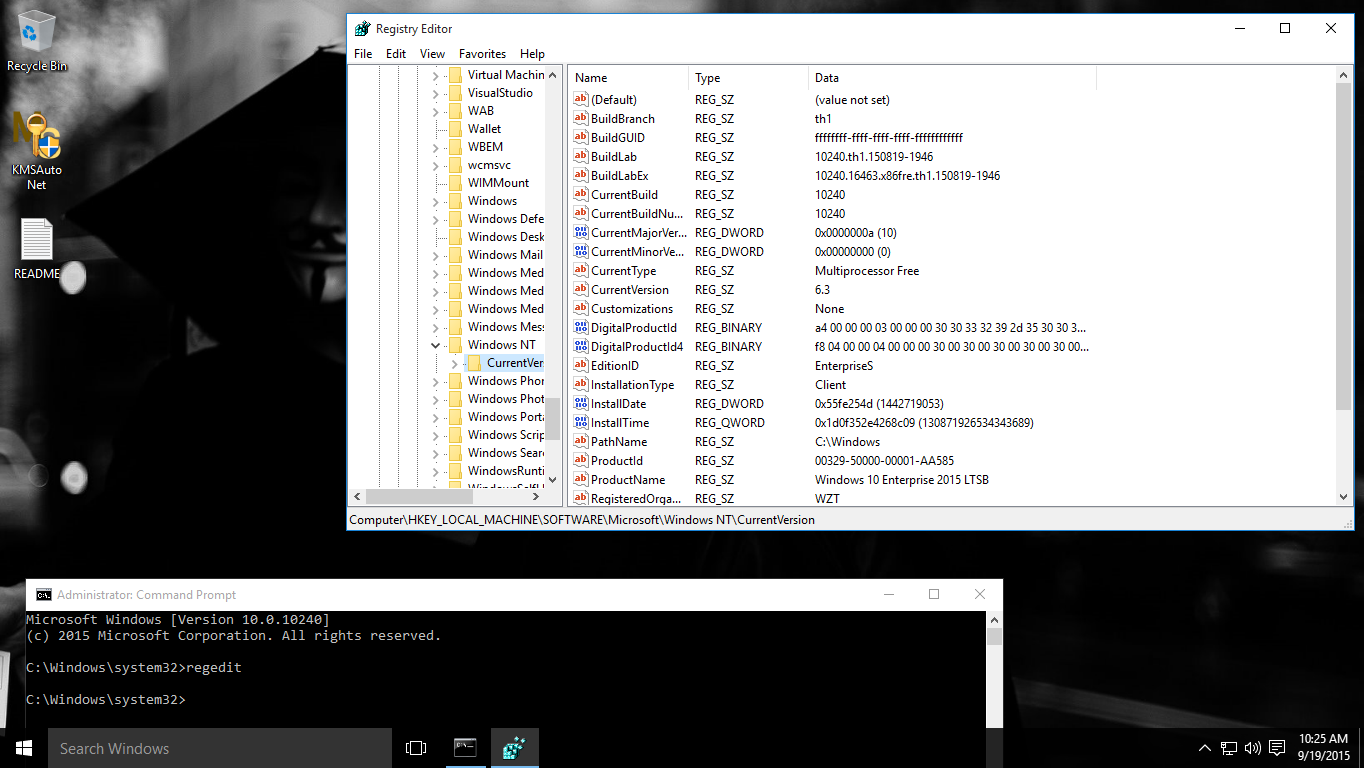 Recycle Bin
KMSAuto
Net
README
Registry Editor
File Edit View Favorites Help
Virtual Machin
VisualStudio
WAB
Wallet
WBEM
wcmsvc
WIMMount
Windows
Windows Defe
Windows Desk
Windows Mail
Windows Med
Windows Med
Windows Med
Windows Mess
Windows NT
CurrentVer
Windows Phor
Windows Phot
Windows Porta
Windows Scrip
Windows Sear
WindowsRunti
Name Type Data
(Default) REG_SZ (value not set)
BuildBranch REG_SZ th1
BuildGUID REG_SZ ffffffff-ffff-ffff-ffff-ffffffffffff
BuildLab REG_SZ 10240.th1.150819-1946
BuildLabEx REG_SZ 10240.16463.x86fre.th1.150819-1946
CurrentBuild REG_SZ 10240
CurrentBuildNu... REG_SZ 10240
CurrentMajorVer... REG_DWORD 0x0000000a (10)
CurrentMinorVe... REG_DWORD 0x00000000 (0)
CurrentType REG_SZ Multiprocessor Free
CurrentVersion REG_SZ 6.3
Customizations REG_SZ None
DigitalProductId REG_BINARY a4 00 00 00 03 00 00 00 30 30 33 32 39 2d 35 30 30 3...
DigitalProductId4 REG_BINARY f8 04 00 00 04 00 00 00 30 00 30 00 30 00 30 00 30 00...
EditionID REG_SZ EnterpriseS
InstallationType REG_SZ Client
InstallDate REG_DWORD 0x55fe254d (1442719053)
InstallTime REG_QWORD 0x1d0f352e4268c09 (130871926534343689)
PathName REG_SZ C:\Windows
ProductId REG_SZ 00329-50000-00001-AA585
ProductName REG_SZ Windows 10 Enterprise 2015 LTSB
RegisteredOrga... REG_SZ WZT
Computer\HKEY_LOCAL_MACHINE\SOFTWARE\Microsoft\Windows NT\CurrentVersion
Administrator: Command Prompt
Microsoft Windows [Version 10.0.10240]
(c) 2015 Microsoft Corporation. All rights reserved.
C:\Windows\system32>regedit
C:\Windows\system32>
Search Windows
10:25 AM
9/19/2015